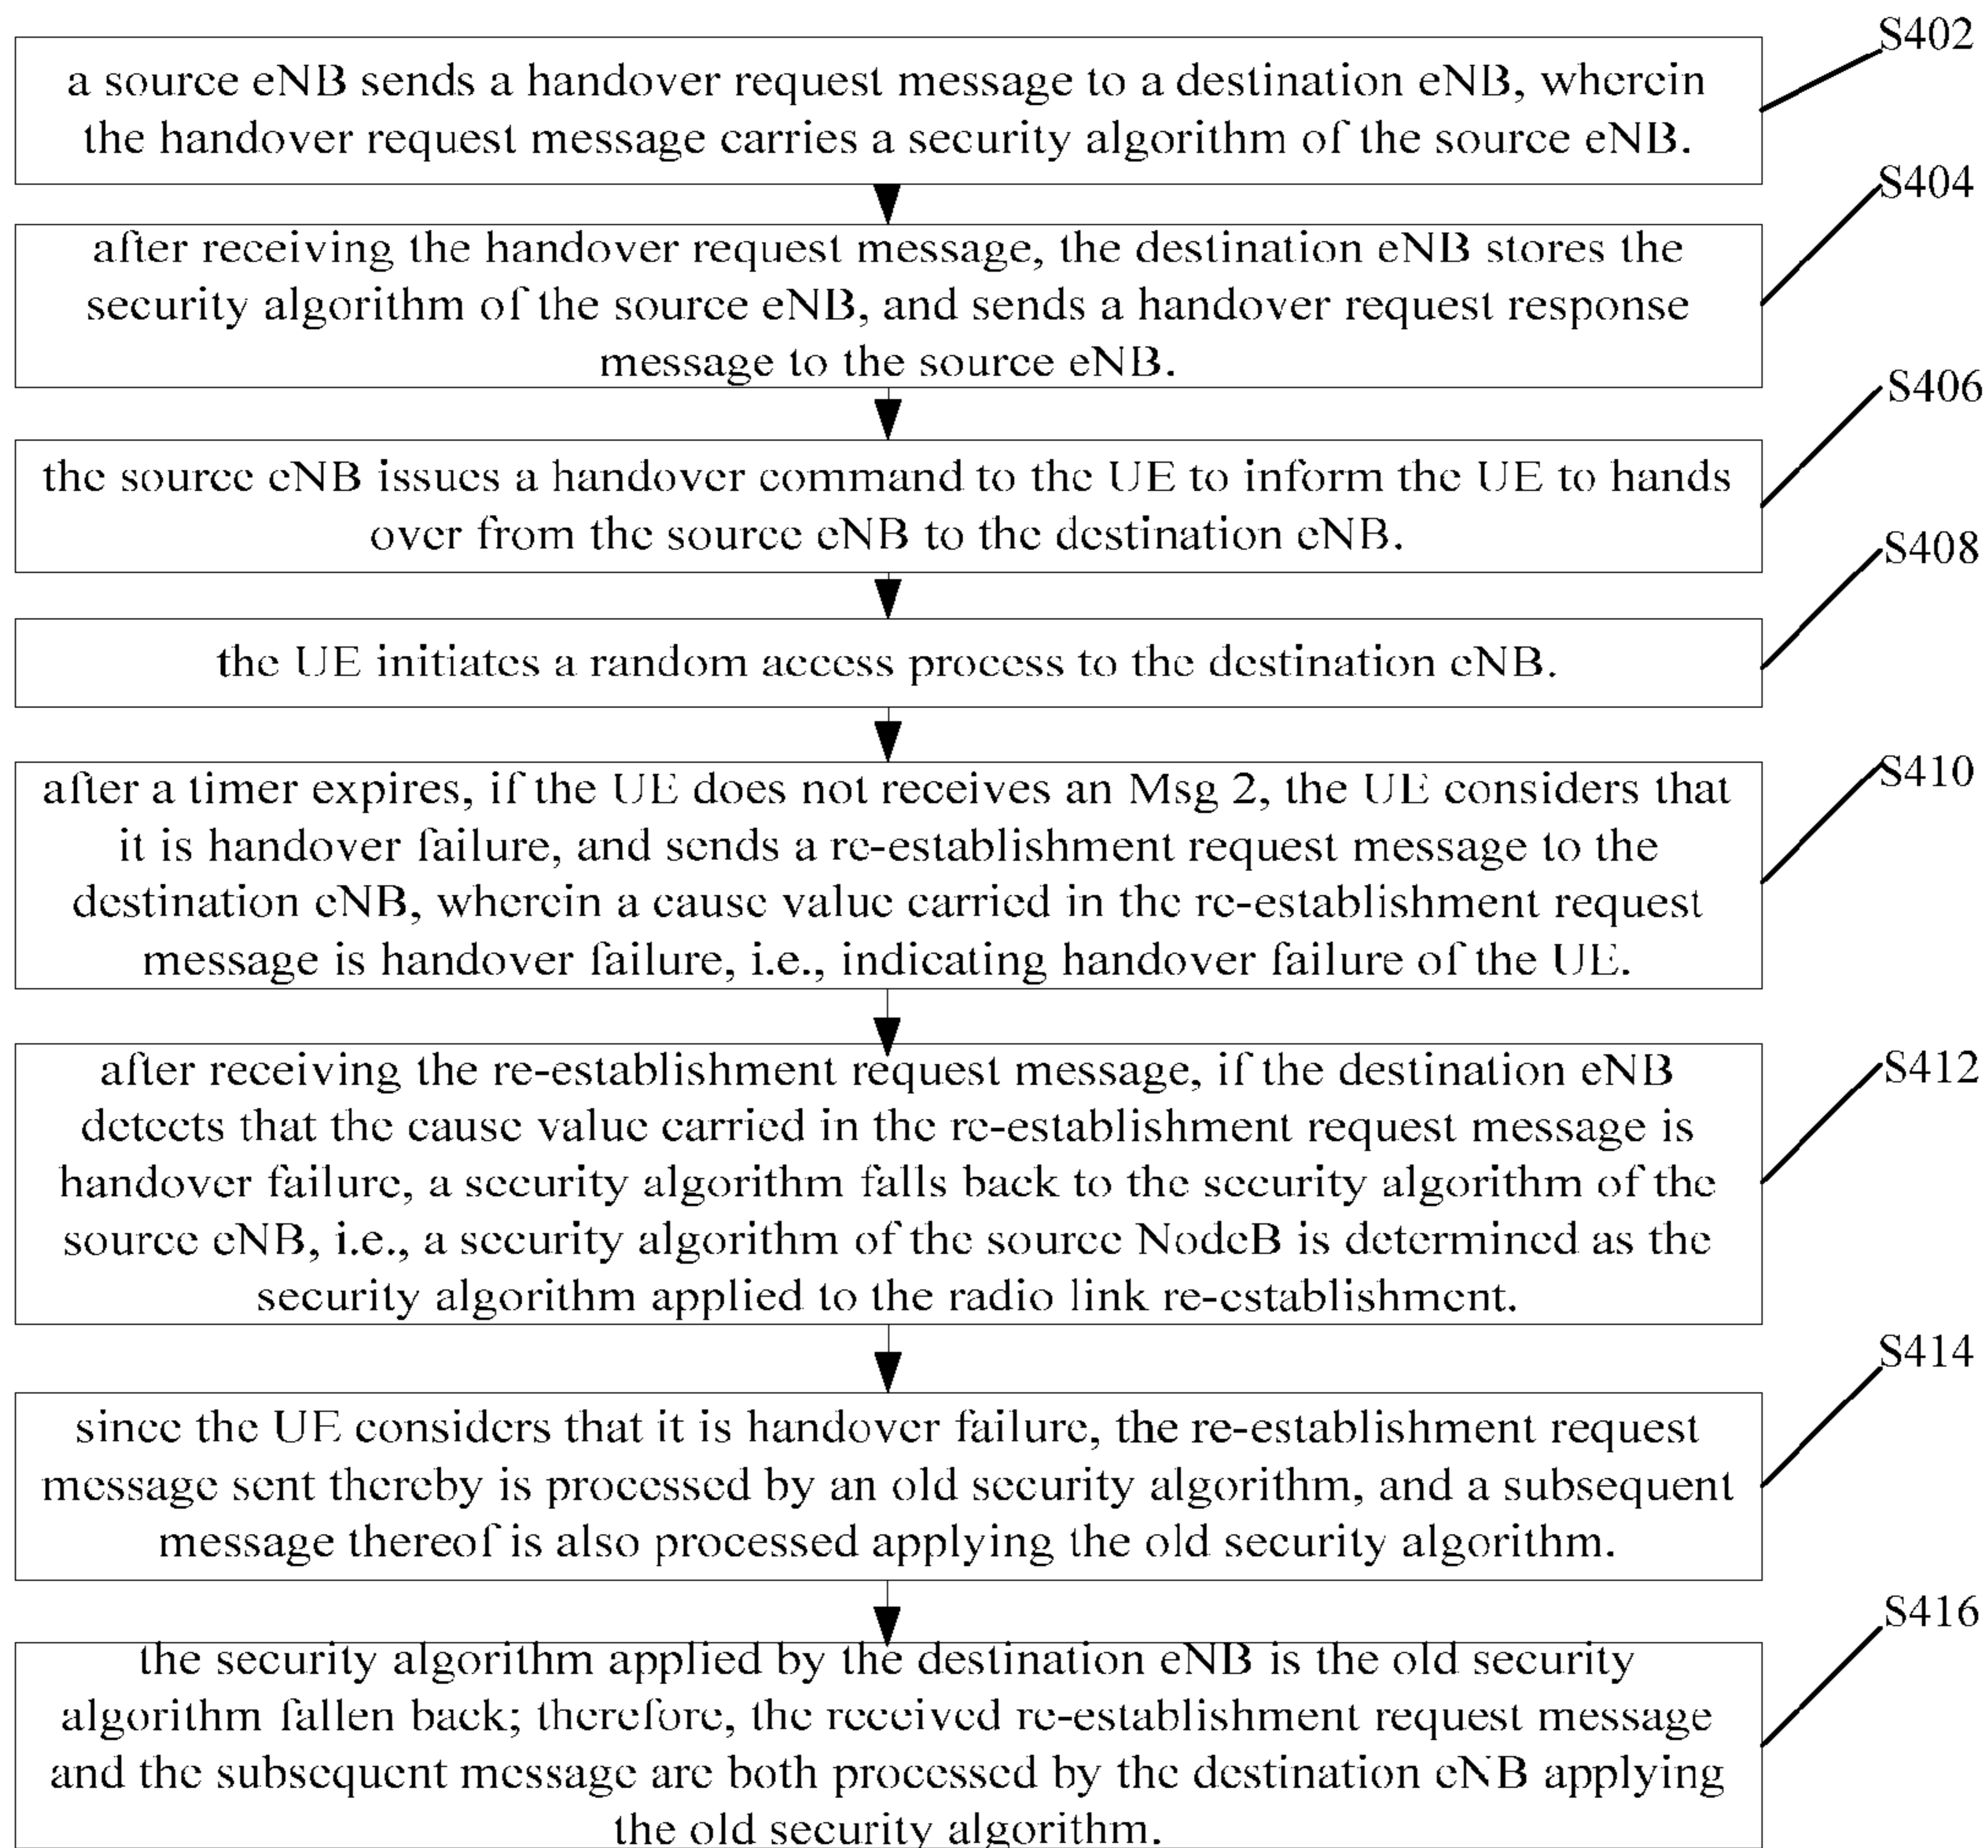 S402
a source eNB sends a handover request message to a destination eNB, wherein
the handover request message carries a security algorithm of the source eNB.
S404
after receiving the handover request message, the destination eNB stores the
security algorithm of the source eNB, and sends a handover request response
message to the source eNB.
S406
the source eNB issues a handover command to the UE to inform the UE to hands
over from the source eNB to the destination eNB.
S408
the UE initiates a random access process to the destination eNB.
S410
after a timer expires, if the UE does not receives an Msg 2, the UE considers that
it is handover failure, and sends a re-establishment request message to the
destination eNB, wherein a cause value carried in the re-establishment request
message is handover failure, i.e., indicating handover failure of the UE.
S412
after receiving the re-establishment request message, if the destination eNB
detects that the cause value carried in the re-establishment request message is
handover failure, a security algorithm falls back to the security algorithm of the
source eNB, i.e., a security algorithm of the source NodeB is determined as the
security algorithm applied to the radio link re-establishment.
S414
since the UE considers that it is handover failure, the re-establishment request
message sent thereby is processed by an old security algorithm, and a subsequent
message thereof is also processed applying the old security algorithm.
S416
the security algorithm applied by the destination eNB is the old security
algorithm fallen back; therefore, the received re-establishment request message
and the subsequent message are both processed by the destination eNB applying
the old security algorithm.